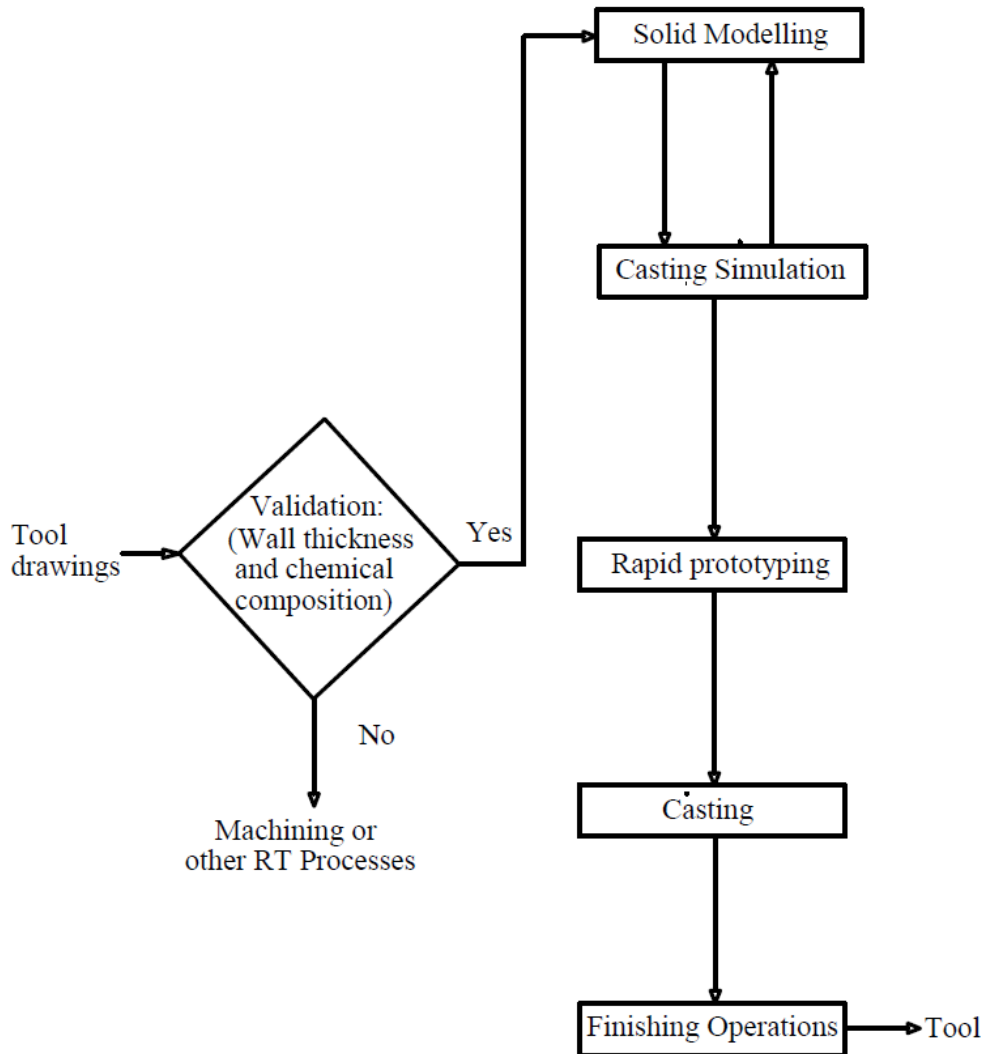 Solid Modelling
Casting Simulation
Validation:
(Wall thickness
and chemical
composition)
Tool
drawings
Yes
No
Machining or
other RT Processes
Rapid prototyping
Casting
Finishing Operations
Tool